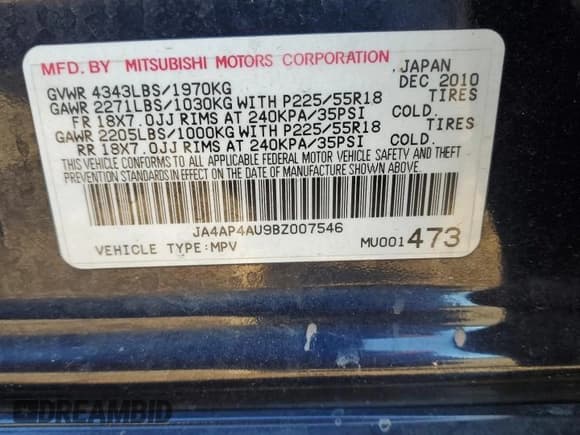 MFD. BY MITSUBISHI MOTORS CORPORATION JAPAN
GVWR 4343LBS/1970KG DEC 2010
GAWR 2271LBS/1030KG WITH P225/55R18 TIRES
FR 18X7.0JJ RIMS AT 240KPA/35PSI COLD.
GAWR 2205LBS/1000KG WITH P225/55R18 TIRES
RR 18X7.0JJ RIMS AT 240KPA/35PSI COLD.
THIS VEHICLE CONFORMS TO ALL APPLICABLE FEDERAL MOTOR VEHICLE SAFETY AND THEFT
PREVENTION STANDARDS IN EFFECT ON THE DATE OF MANUFACTURE SHOWN ABOVE.
JA4AP4AU9BZ007546
VEHICLE TYPE:MPV MU001473
DREAMBID